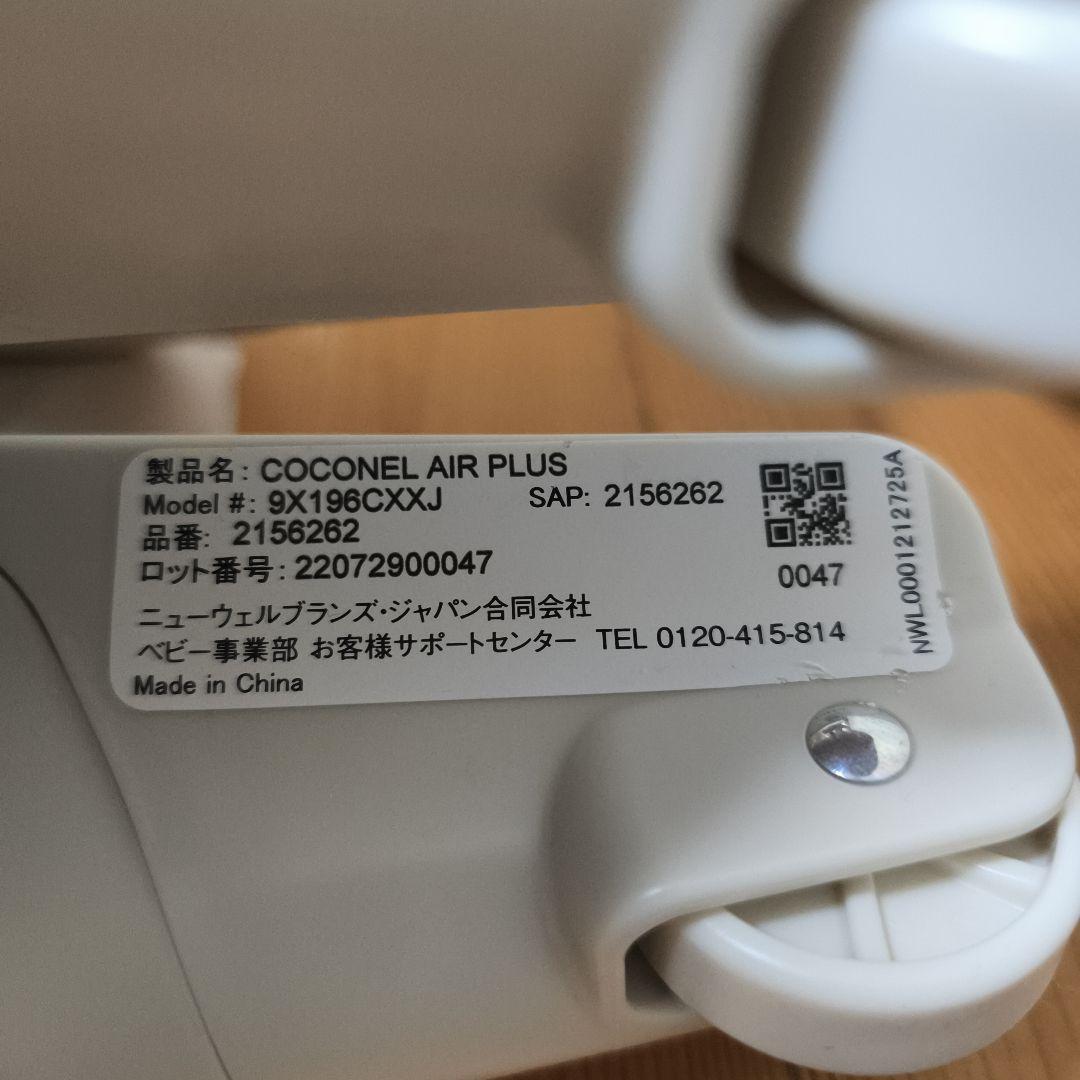 製品名: COCONEL AIR PLUS
Model #: 9X196CXXJ SAP: 2156262
品番: 2156262
ロット番号: 22072900047
0047
ニューウェルブランズ・ジャパン合同会社
ベビー事業部 お客様サポートセンター TEL 0120-415-814
Made in China
NWL0001212725A